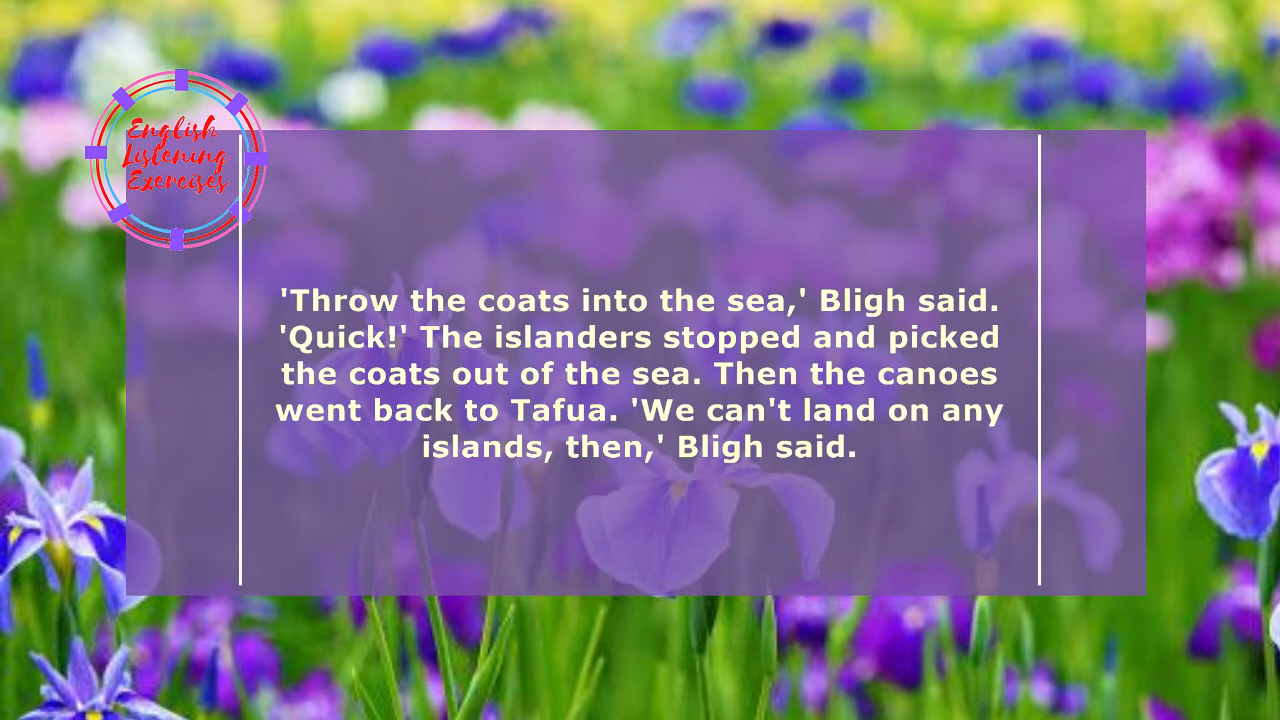 English
Listening
Exercises
'Throw the coats into the sea,' Bligh said.
'Quick!' The islanders stopped and picked
the coats out of the sea. Then the canoes
went back to Tafua. 'We can't land on any
islands, then,' Bligh said.